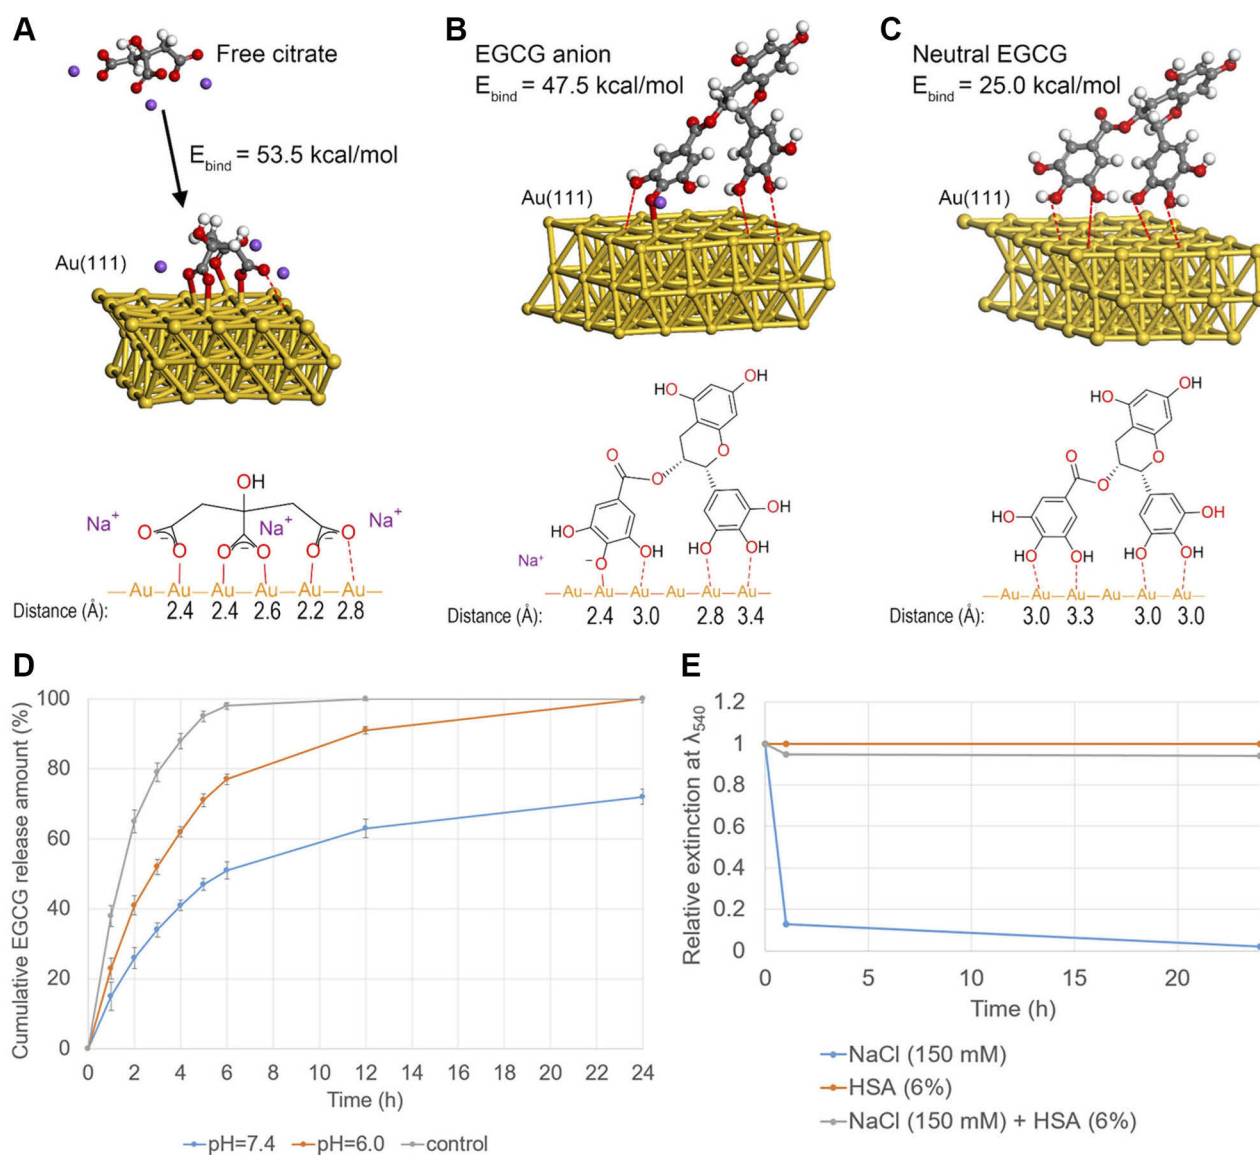 A
Free citrate
E_bind = 53.5 kcal/mol
Au(111)
OH
Na⁺ Na⁺ Na⁺
O − O O − O O − O
Au Au Au Au Au Au
Distance (Å): 2.4 2.4 2.6 2.2 2.8
B
EGCG anion
E_bind = 47.5 kcal/mol
Au(111)
HO OH
O
O O
HO OH OH
Na⁺ − O OH OH OH
Au Au Au Au Au
Distance (Å): 2.4 3.0 2.8 3.4
C
Neutral EGCG
E_bind = 25.0 kcal/mol
Au(111)
HO OH
O
O O
HO OH
HO OH HO OH
Au Au Au Au Au Au
Distance (Å): 3.0 3.3 3.0 3.0
D
Cumulative EGCG release amount (%)
100
80
60
40
20
0
0 2 4 6 8 10 12 14 16 18 20 22 24
Time (h)
pH=7.4 pH=6.0 control
E
Relative extinction at λ₅₄₀
1.2
1
0.8
0.6
0.4
0.2
0
0 5 10 15 20
Time (h)
NaCl (150 mM)
HSA (6%)
NaCl (150 mM) + HSA (6%)